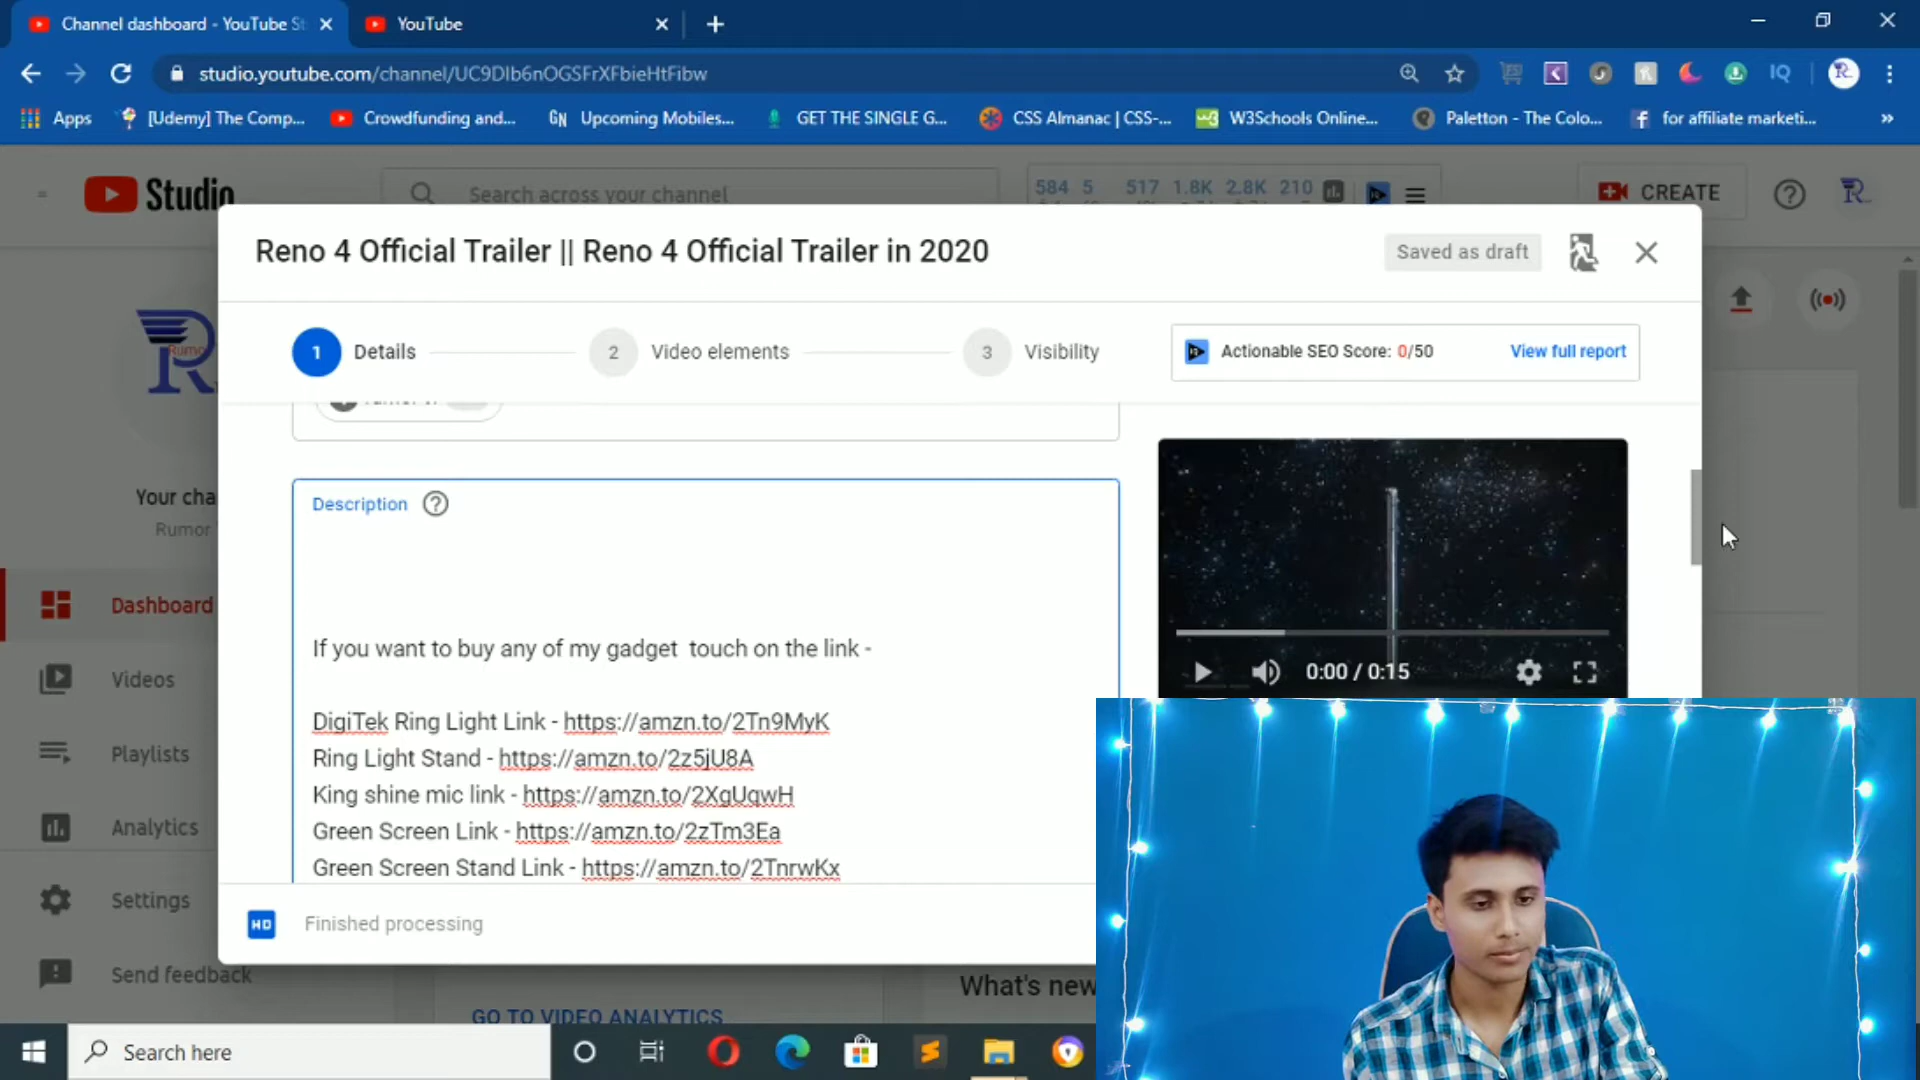 Channel dashboard - YouTube St
YouTube
studio.youtube.com/channel/UC9DIb6nOGSFrXFbieHtFibw
IQ
Apps
[Udemy] The Comp...
Crowdfunding and...
GN Upcoming Mobiles...
GET THE SINGLE G...
CSS Almanac | CSS-...
W3Schools Online...
Paletton - The Colo...
for affiliate marketi...
»
Studio
Search across your channel
584 5 517 1.8K 2.8K 210
CREATE
Reno 4 Official Trailer || Reno 4 Official Trailer in 2020
Saved as draft
1 Details
2 Video elements
3 Visibility
Actionable SEO Score: 0/50
View full report
Rumor
Your cha
Rumor
Description
If you want to buy any of my gadget  touch on the link -
DigiTek Ring Light Link - https://amzn.to/2Tn9MyK
Ring Light Stand - https://amzn.to/2z5jU8A
King shine mic link - https://amzn.to/2XgUqwH
Green Screen Link - https://amzn.to/2zTm3Ea
Green Screen Stand Link - https://amzn.to/2TnrwKx
0:00 / 0:15
Dashboard
Videos
Playlists
Analytics
Settings
Send feedback
HD Finished processing
What's new
GO TO VIDEO ANALYTICS
Search here